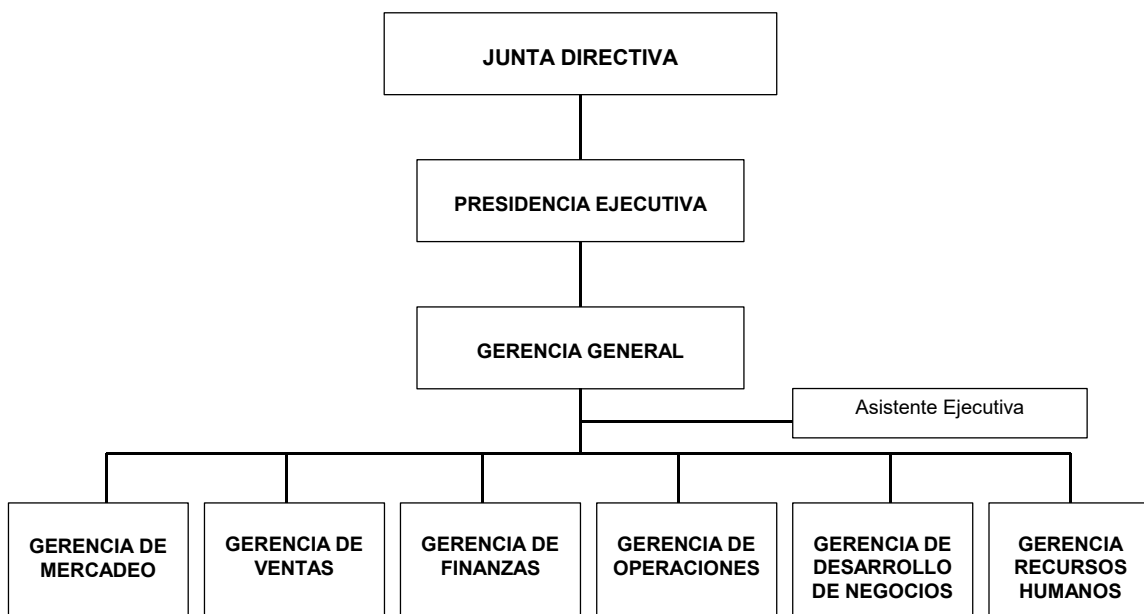 JUNTA DIRECTIVA
PRESIDENCIA EJECUTIVA
GERENCIA GENERAL
Asistente Ejecutiva
GERENCIA DE
MERCADEO
GERENCIA DE
VENTAS
GERENCIA DE
FINANZAS
GERENCIA DE
OPERACIONES
GERENCIA DE
DESARROLLO
DE NEGOCIOS
GERENCIA
RECURSOS
HUMANOS